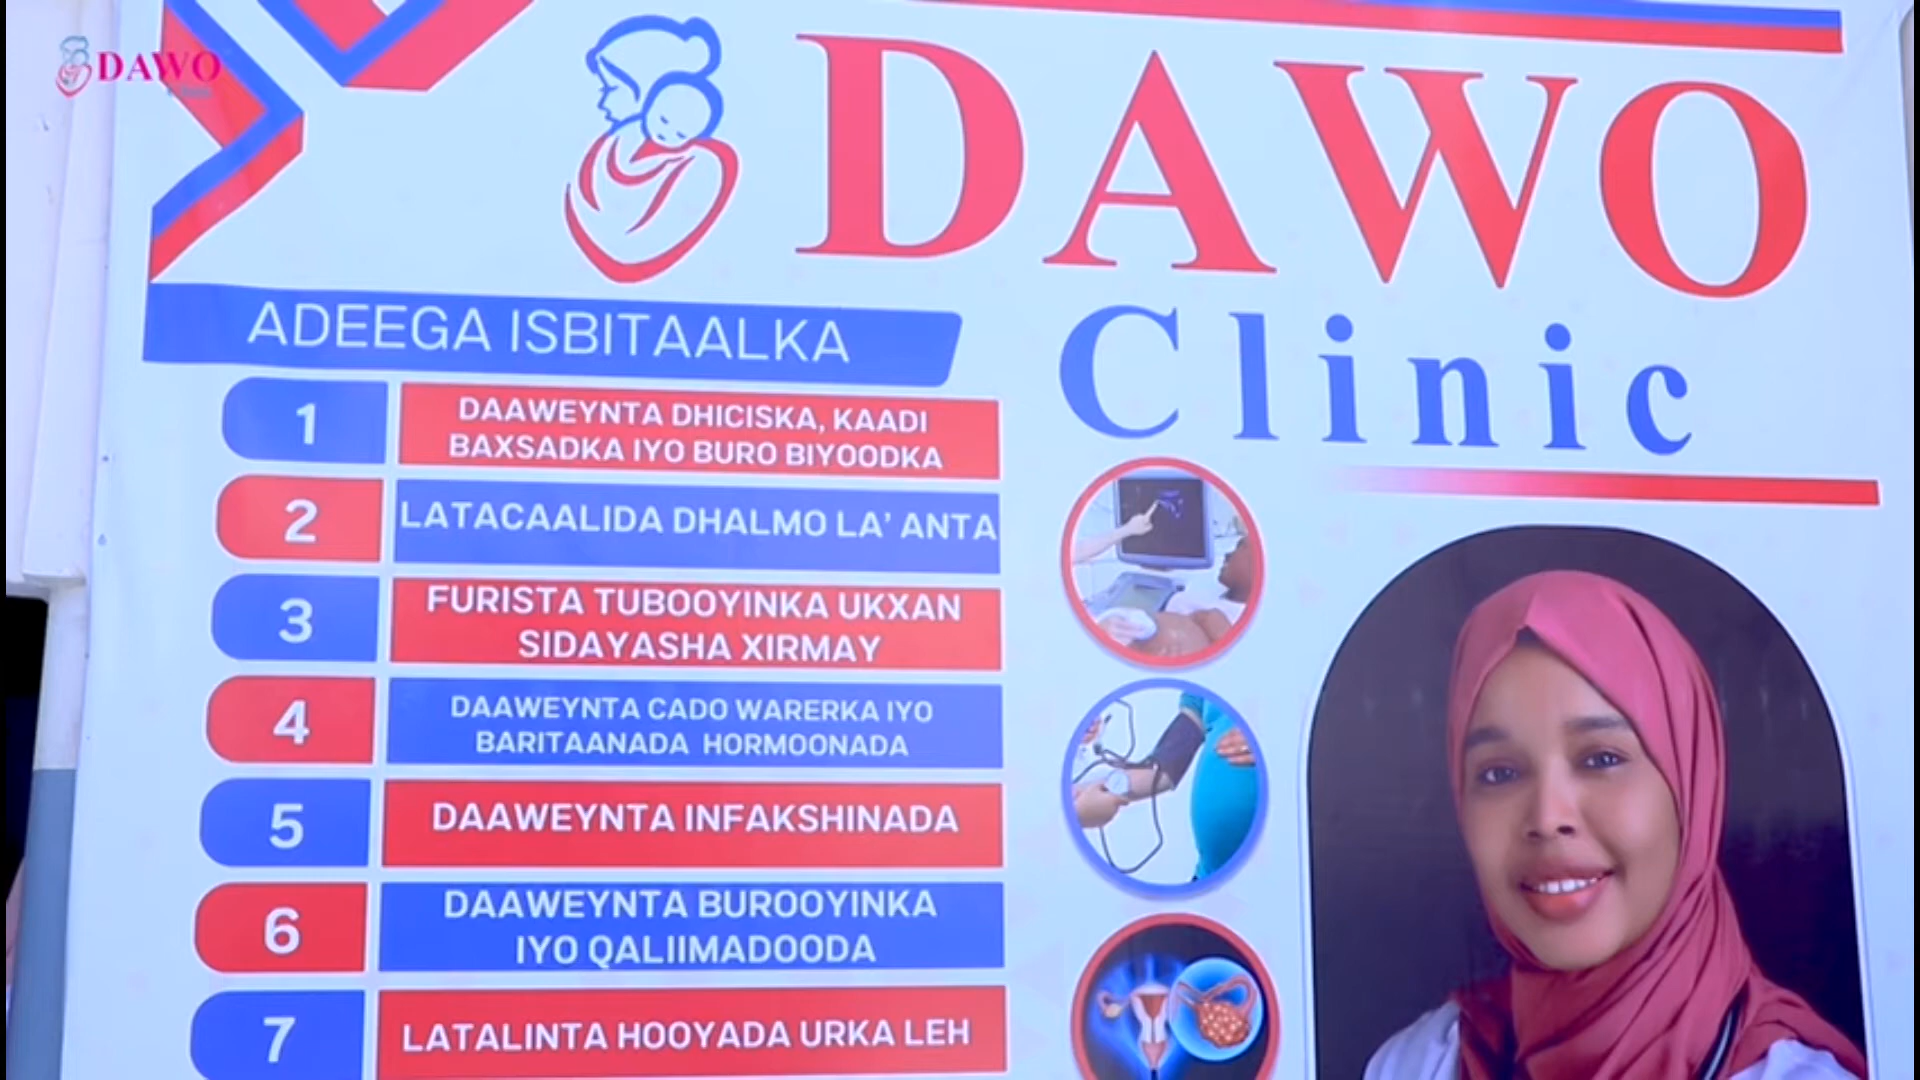 DAWO
DAWO
Clinic
ADEEGA ISBITAALKA
1
DAAWEYNTA DHICISKA, KAADI
BAXSADKA IYO BURO BIYOODKA
2
LATACAALIDA DHALMO LA' ANTA
3
FURISTA TUBOOYINKA UKXAN
SIDAYASHA XIRMAY
4
DAAWEYNTA CADO WARERKA IYO
BARITAANADA HORMOONADA
5
DAAWEYNTA INFAKSHINADA
6
DAAWEYNTA BUROOYINKA
IYO QALIIMADOODA
7
LATALINTA HOOYADA URKA LEH